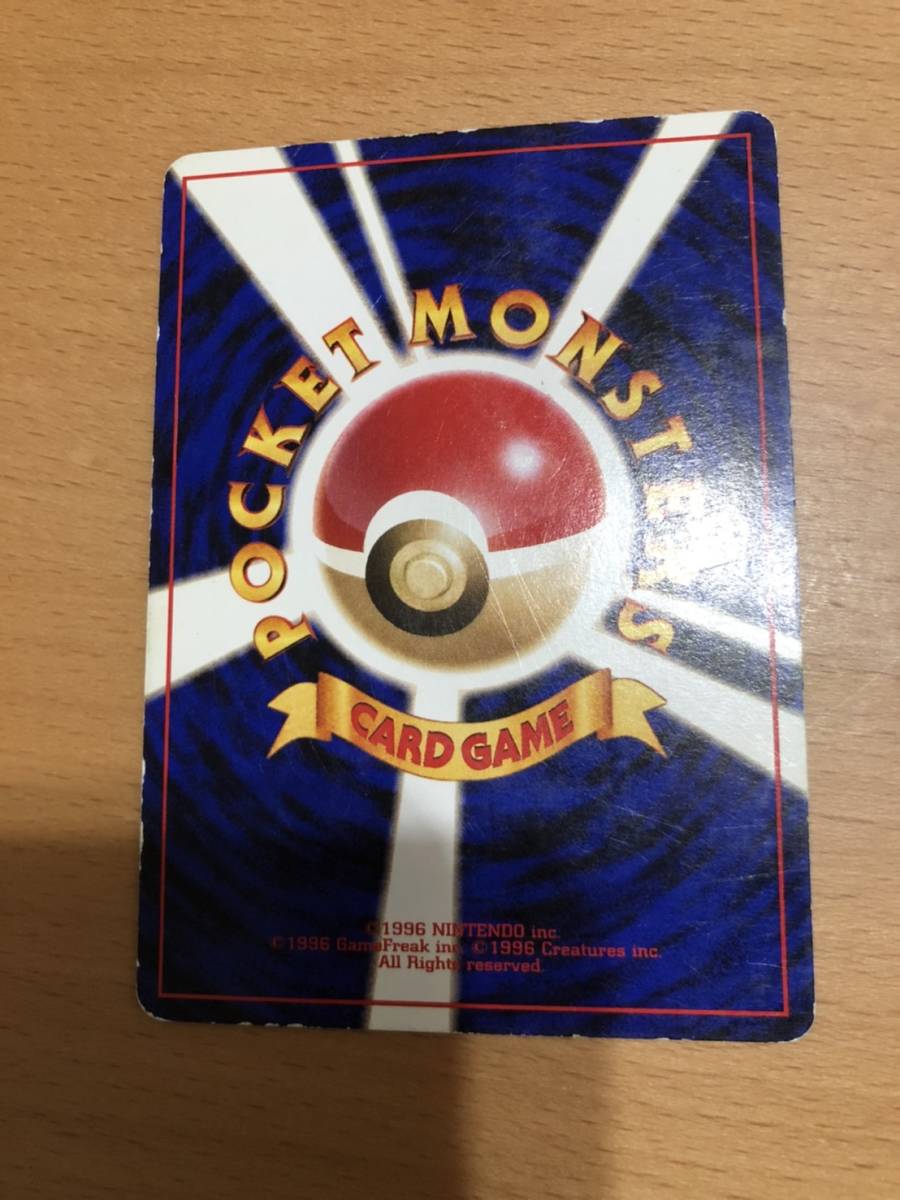 POCKET MONSTERS
CARD GAME
©1996 NINTENDO inc.
©1996 GameFreak inc. ©1996 Creatures inc.
All Rights reserved.